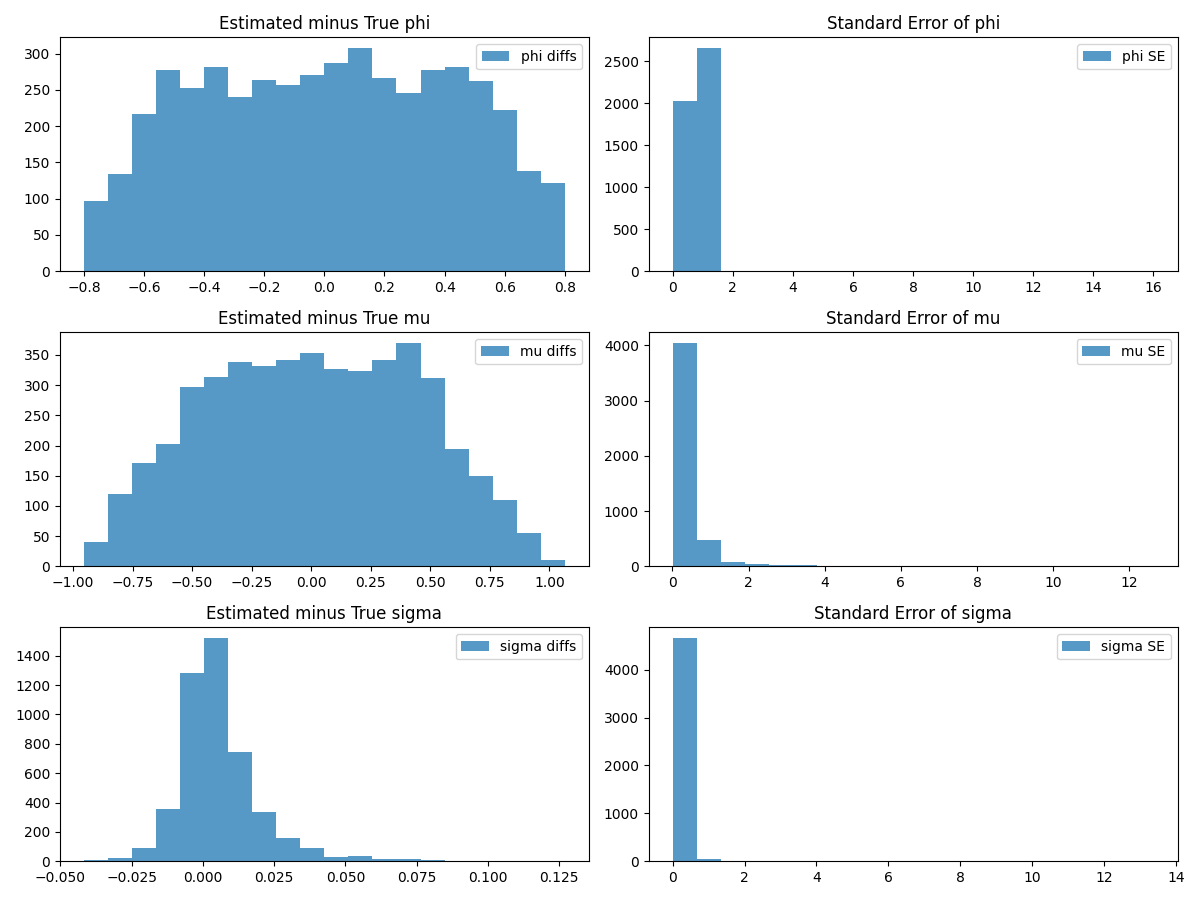 Estimated minus True phi
300
250
200
150
100
50
0
phi diffs
−0.8 −0.6 −0.4 −0.2 0.0 0.2 0.4 0.6 0.8
Standard Error of phi
2500
2000
1500
1000
500
0
phi SE
0 2 4 6 8 10 12 14 16
Estimated minus True mu
350
300
250
200
150
100
50
0
mu diffs
−1.00 −0.75 −0.50 −0.25 0.00 0.25 0.50 0.75 1.00
Standard Error of mu
4000
3000
2000
1000
0
mu SE
0 2 4 6 8 10 12
Estimated minus True sigma
1400
1200
1000
800
600
400
200
0
sigma diffs
−0.050 −0.025 0.000 0.025 0.050 0.075 0.100 0.125
Standard Error of sigma
4000
3000
2000
1000
0
sigma SE
0 2 4 6 8 10 12 14